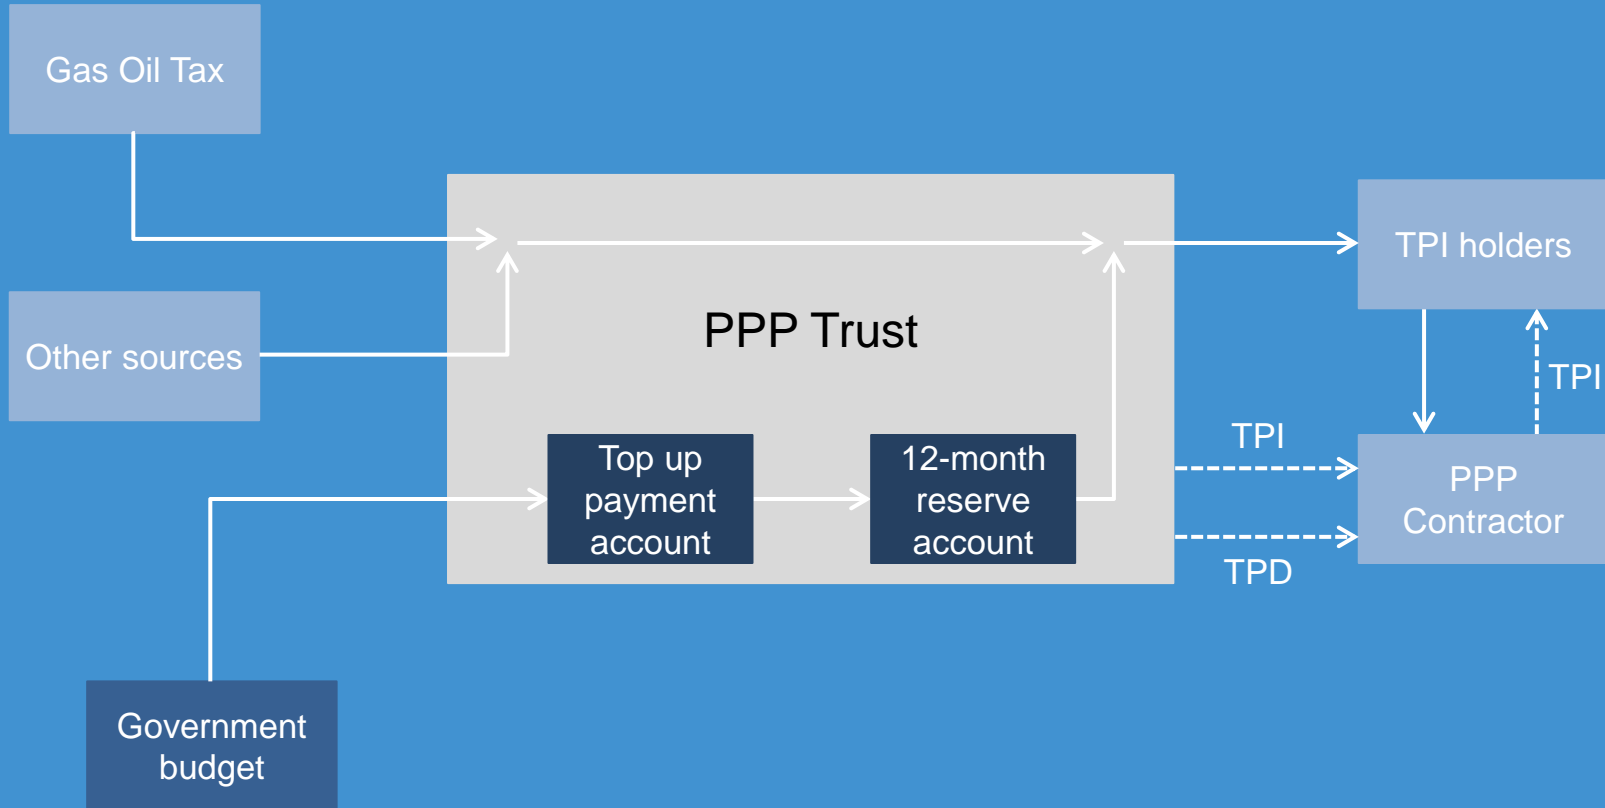 Gas Oil Tax
TPI holders
PPP Trust
Other sources
TPI
TPI
Top up
payment
account
12-month
reserve
account
PPP
Contractor
TPD
Government
budget